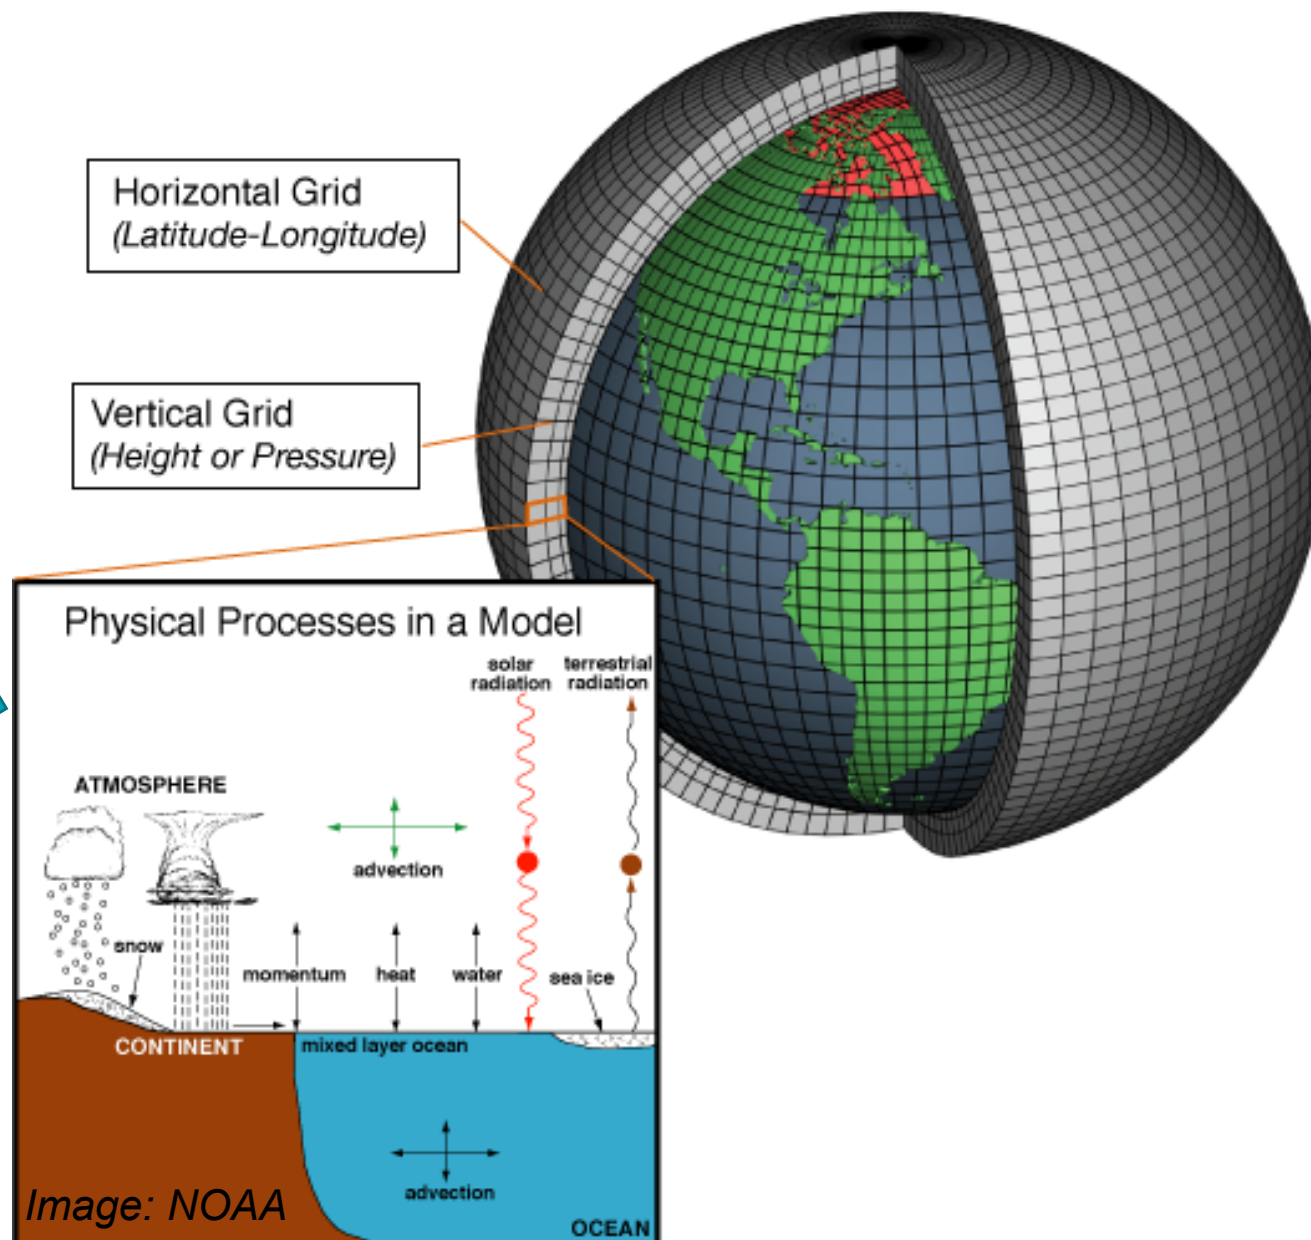 Horizontal Grid
(Latitude-Longitude)
Vertical Grid
(Height or Pressure)
Physical Processes in a Model
solar
radiation
terrestrial
radiation
ATMOSPHERE
advection
snow
momentum
heat
water
sea ice
CONTINENT
mixed layer ocean
advection
Image: NOAA
OCEAN